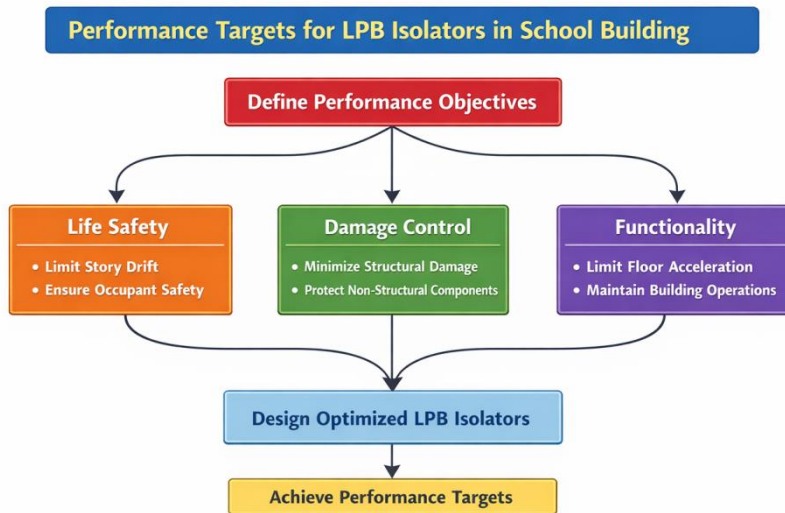 Performance Targets for LPB Isolators in School Building
Define Performance Objectives
Life Safety
• Limit Story Drift
• Ensure Occupant Safety
Damage Control
• Minimize Structural Damage
• Protect Non-Structural Components
Functionality
• Limit Floor Acceleration
• Maintain Building Operations
Design Optimized LPB Isolators
Achieve Performance Targets